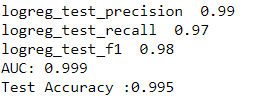 logreg_test_precision  0.99
logreg_test_recall  0.97
logreg_test_f1  0.98
AUC: 0.999
Test Accuracy :0.995